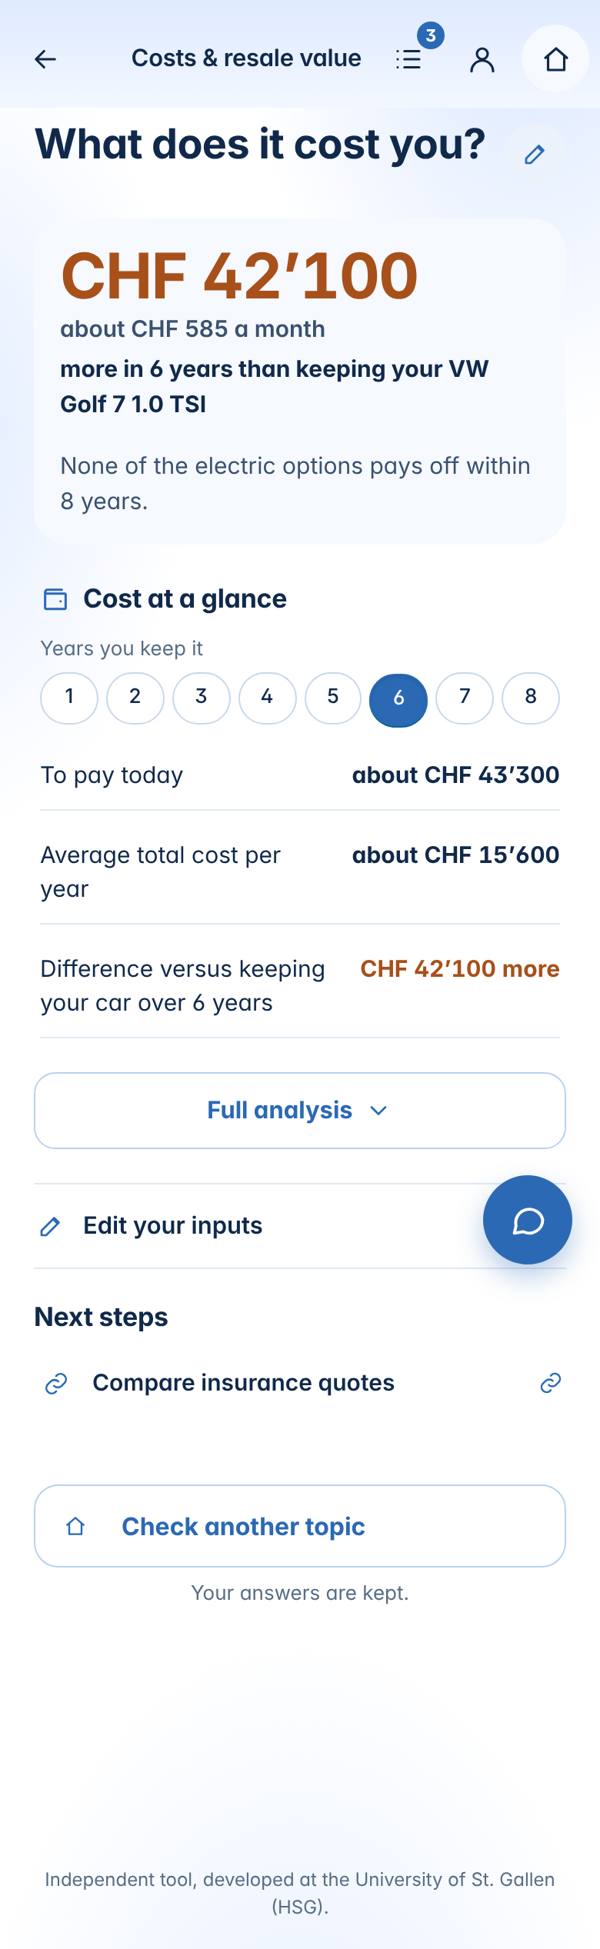 Costs & resale value
3
What does it cost you?
CHF 42’100
about CHF 585 a month
more in 6 years than keeping your VW
Golf 7 1.0 TSI
None of the electric options pays off within
8 years.
Cost at a glance
Years you keep it
1 2 3 4 5 6 7 8
To pay today about CHF 43’300
Average total cost per about CHF 15’600
year
Difference versus keeping CHF 42’100 more
your car over 6 years
Full analysis
Edit your inputs
Next steps
Compare insurance quotes
Check another topic
Your answers are kept.
Independent tool, developed at the University of St. Gallen
(HSG).